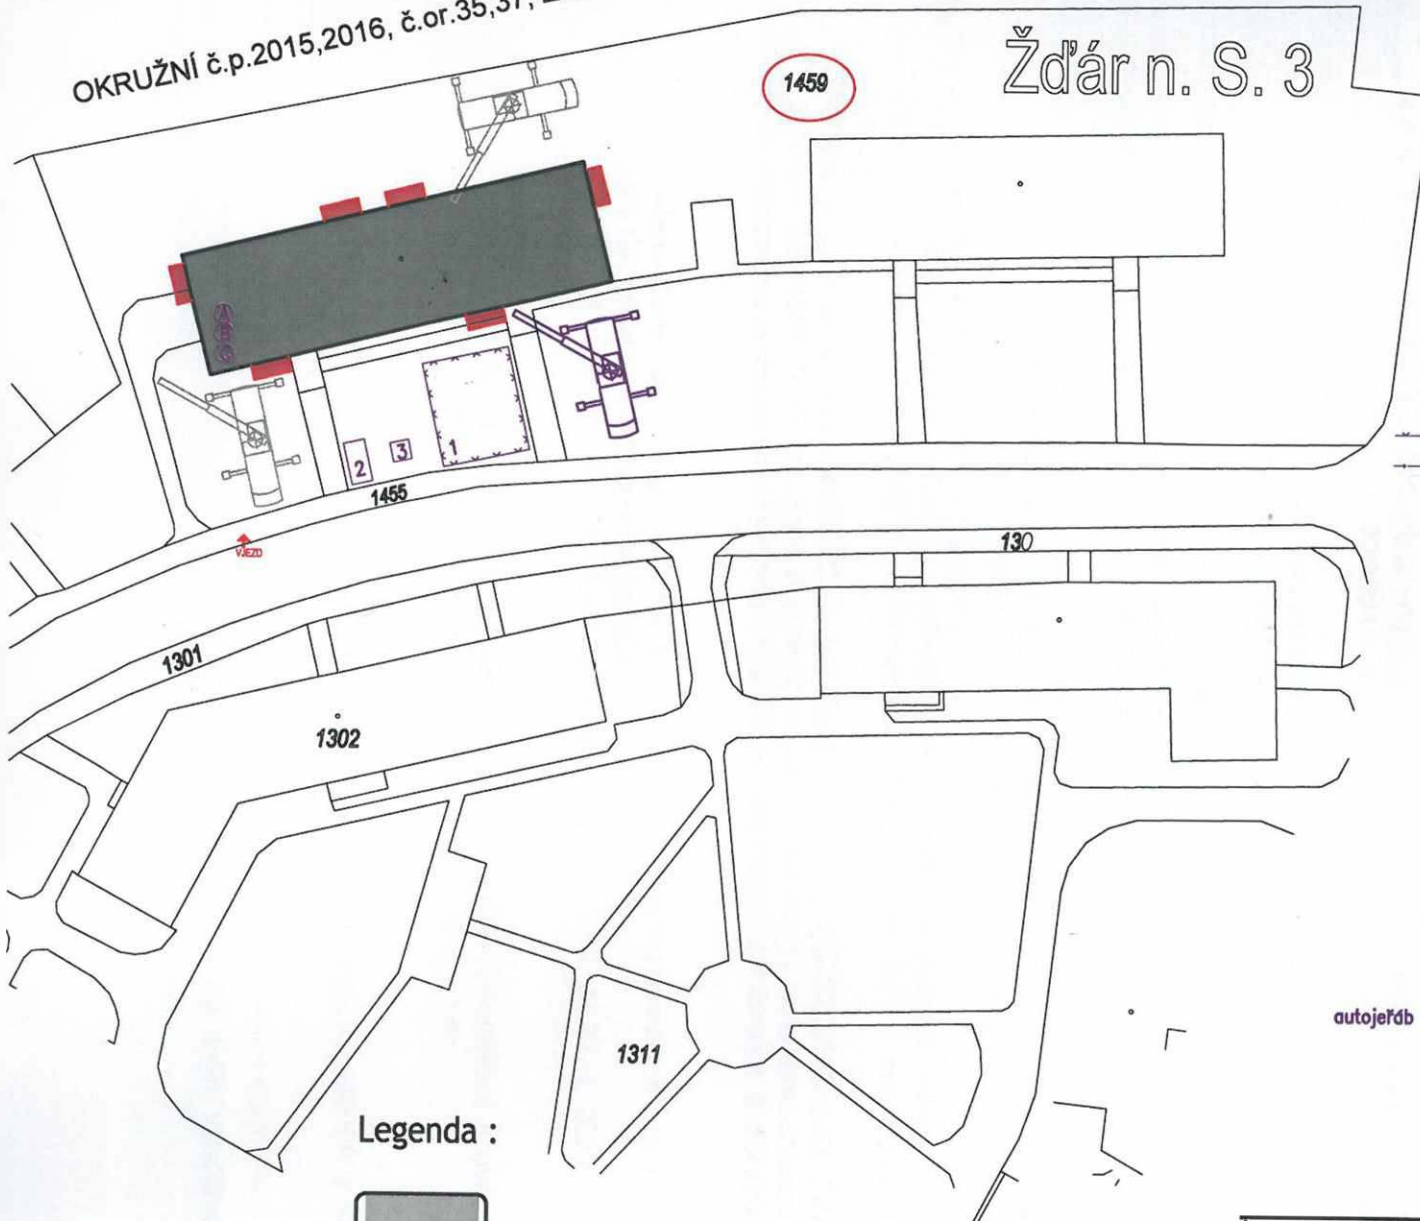 OKRUŽNÍ č.p.2015,2016, č.or.35,37,
Žďár n. S. 3
1459
A
B
C
1
2
3
1455
VJEZD
130
1301
1302
1311
autojeřáb
Legenda :